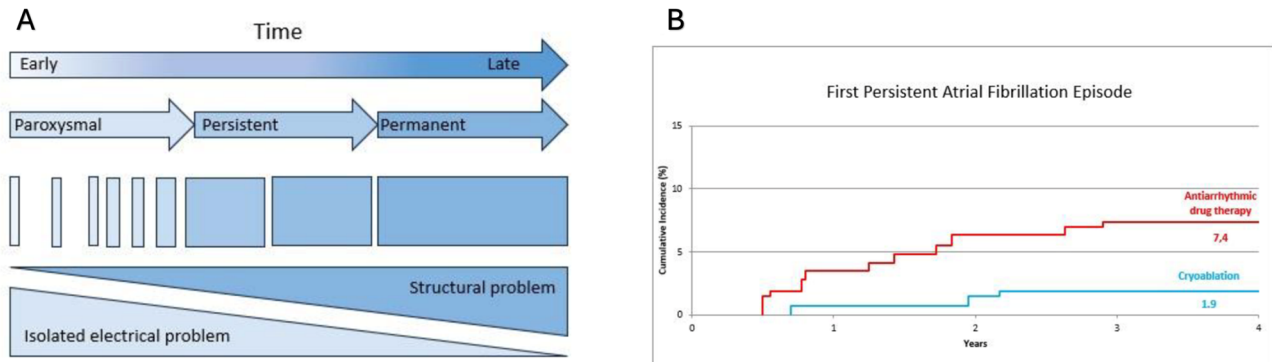 A
Time
Early
Late
Paroxysmal
Persistent
Permanent
Structural problem
Isolated electrical problem
B
First Persistent Atrial Fibrillation Episode
Cumulative Incidence (%)
15
10
5
0
Antiarrhythmic
drug therapy
7,4
Cryoablation
1.9
0
1
2
3
4
Years